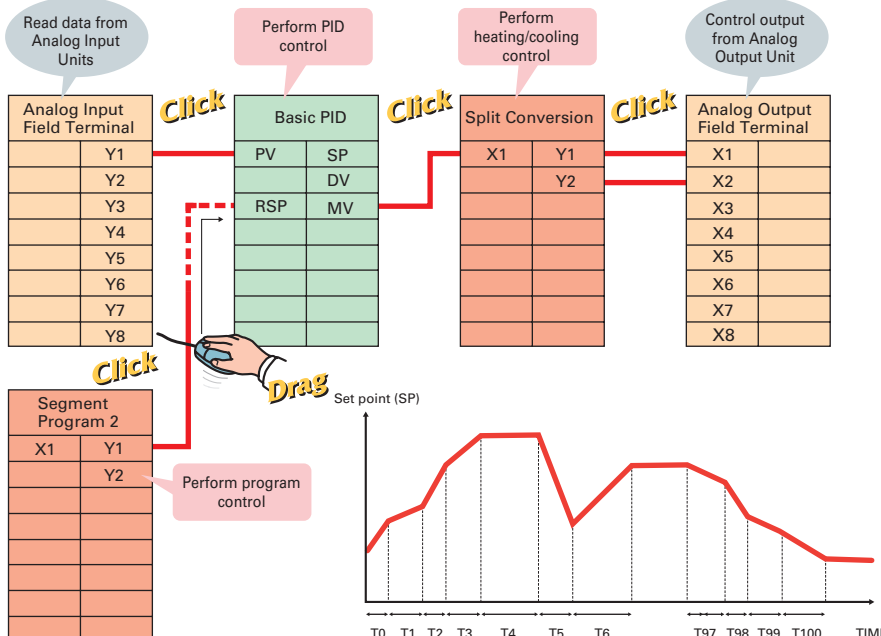 Read data from
Analog Input
Units
Perform PID
control
Perform
heating/cooling
control
Control output
from Analog
Output Unit
Analog Input
Field Terminal
Y1
Y2
Y3
Y4
Y5
Y6
Y7
Y8
Click
Basic PID
PV SP
DV
RSP MV
Click
Split Conversion
X1 Y1
Y2
Click
Analog Output
Field Terminal
X1
X2
X3
X4
X5
X6
X7
X8
Click
Drag
Segment
Program 2
X1 Y1
Y2
Perform program
control
Set point (SP)
T0 T1 T2 T3 T4 T5 T6 T97 T98 T99 T100